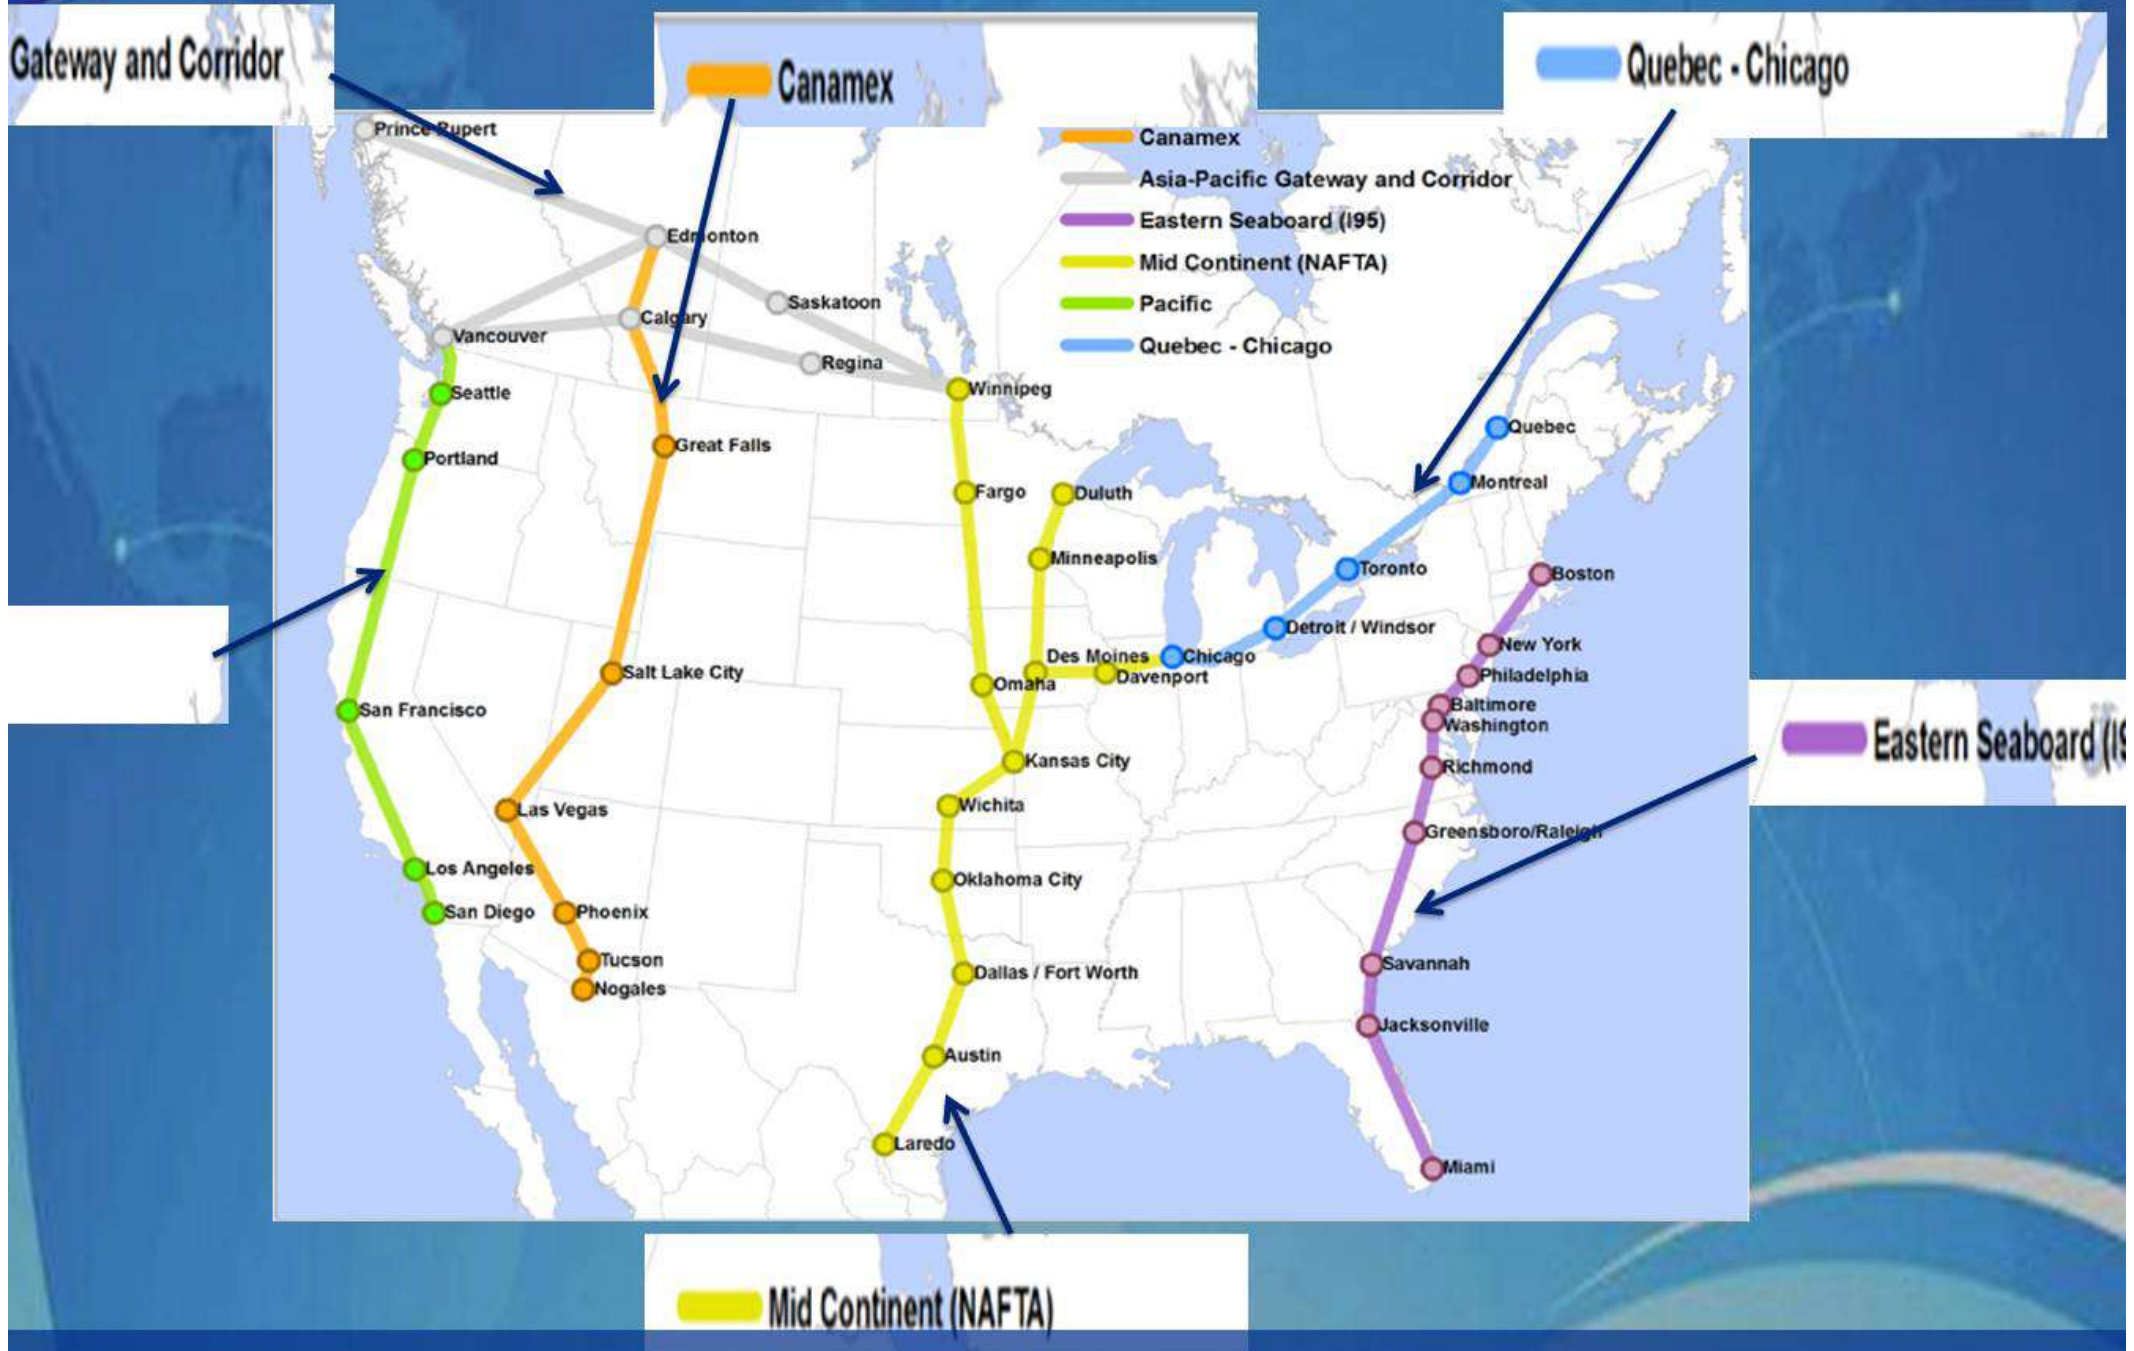 Gateway and Corridor
Canamex
Quebec - Chicago
Canamex
Asia-Pacific Gateway and Corridor
Eastern Seaboard (I95)
Mid Continent (NAFTA)
Pacific
Quebec - Chicago
Prince Rupert
Edmonton
Saskatoon
Calgary
Vancouver
Regina
Winnipeg
Seattle
Portland
Great Falls
Fargo
Duluth
Minneapolis
Quebec
Montreal
Toronto
Boston
Detroit / Windsor
New York
Des Moines
Chicago
Davenport
Omaha
Philadelphia
Salt Lake City
San Francisco
Baltimore
Washington
Kansas City
Richmond
Eastern Seaboard (I9
Las Vegas
Wichita
Greensboro/Raleigh
Los Angeles
Oklahoma City
San Diego
Phoenix
Tucson
Nogales
Dallas / Fort Worth
Savannah
Jacksonville
Austin
Laredo
Miami
Mid Continent (NAFTA)